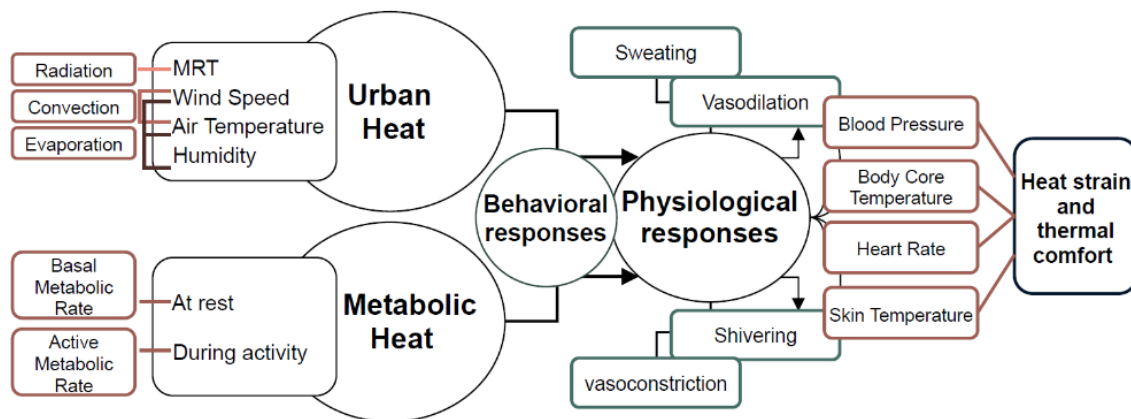 Radiation
Convection
Evaporation
MRT
Wind Speed
Air Temperature
Humidity
Urban
Heat
Basal
Metabolic
Rate
Active
Metabolic
Rate
At rest
During activity
Metabolic
Heat
Behavioral
responses
Physiological
responses
Sweating
Vasodilation
Shivering
vasoconstriction
Blood Pressure
Body Core
Temperature
Heart Rate
Skin Temperature
Heat strain
and
thermal
comfort